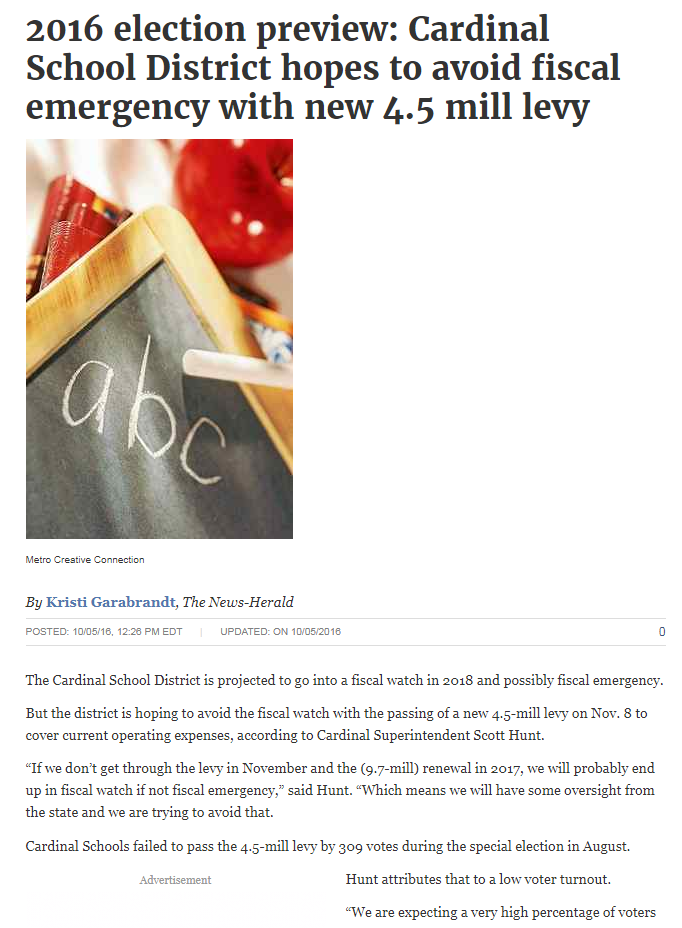 2016 election preview: Cardinal
School District hopes to avoid fiscal
emergency with new 4.5 mill levy
abc
Metro Creative Connection
By Kristi Garabrandt, The News-Herald
POSTED: 10/05/16, 12:26 PM EDT | UPDATED: ON 10/05/2016 0
The Cardinal School District is projected to go into a fiscal watch in 2018 and possibly fiscal emergency.
But the district is hoping to avoid the fiscal watch with the passing of a new 4.5-mill levy on Nov. 8 to
cover current operating expenses, according to Cardinal Superintendent Scott Hunt.
“If we don’t get through the levy in November and the (9.7-mill) renewal in 2017, we will probably end
up in fiscal watch if not fiscal emergency,” said Hunt. “Which means we will have some oversight from
the state and we are trying to avoid that.
Cardinal Schools failed to pass the 4.5-mill levy by 309 votes during the special election in August.
Advertisement
Hunt attributes that to a low voter turnout.
“We are expecting a very high percentage of voters